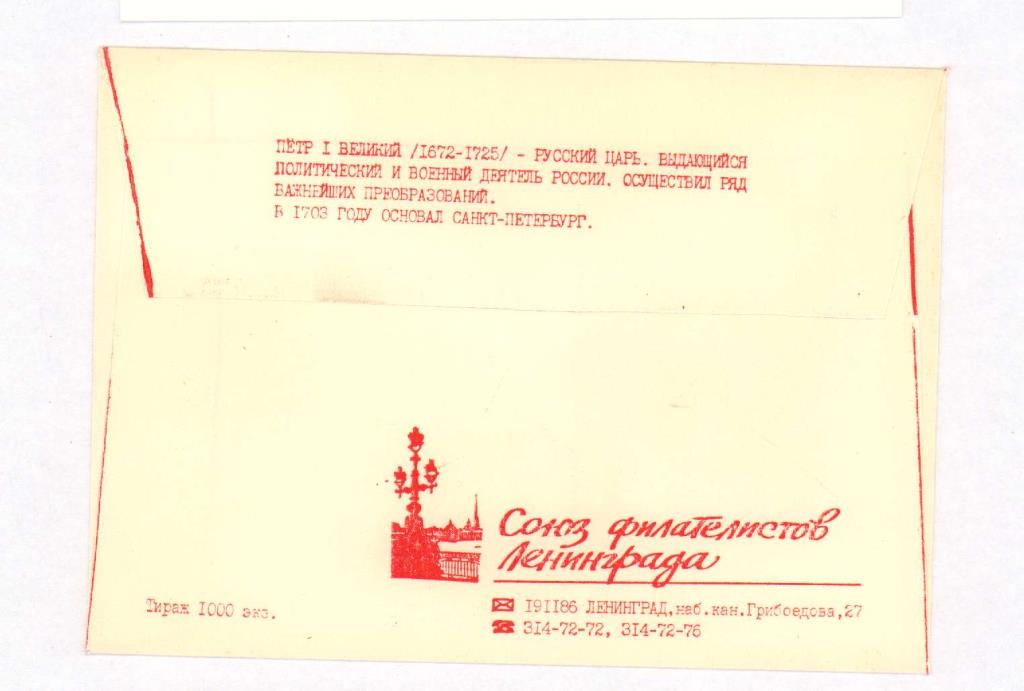 ПЁТР I ВЕЛИКИЙ /1672-1725/ - РУССКИЙ ЦАРЬ. ВЫДАЮЩИЙСЯ
ПОЛИТИЧЕСКИЙ И ВОЕННЫЙ ДЕЯТЕЛЬ РОССИИ. ОСУЩЕСТВИЛ РЯД
ВАЖНЕЙШИХ ПРЕОБРАЗОВАНИЙ.
В 1703 ГОДУ ОСНОВАЛ САНКТ-ПЕТЕРБУРГ.
Союз филателистов
Ленинграда
Тираж 1000 экз.
191186 ЛЕНИНГРАД,наб.кан.Грибоедова,27
314-72-72, 314-72-76